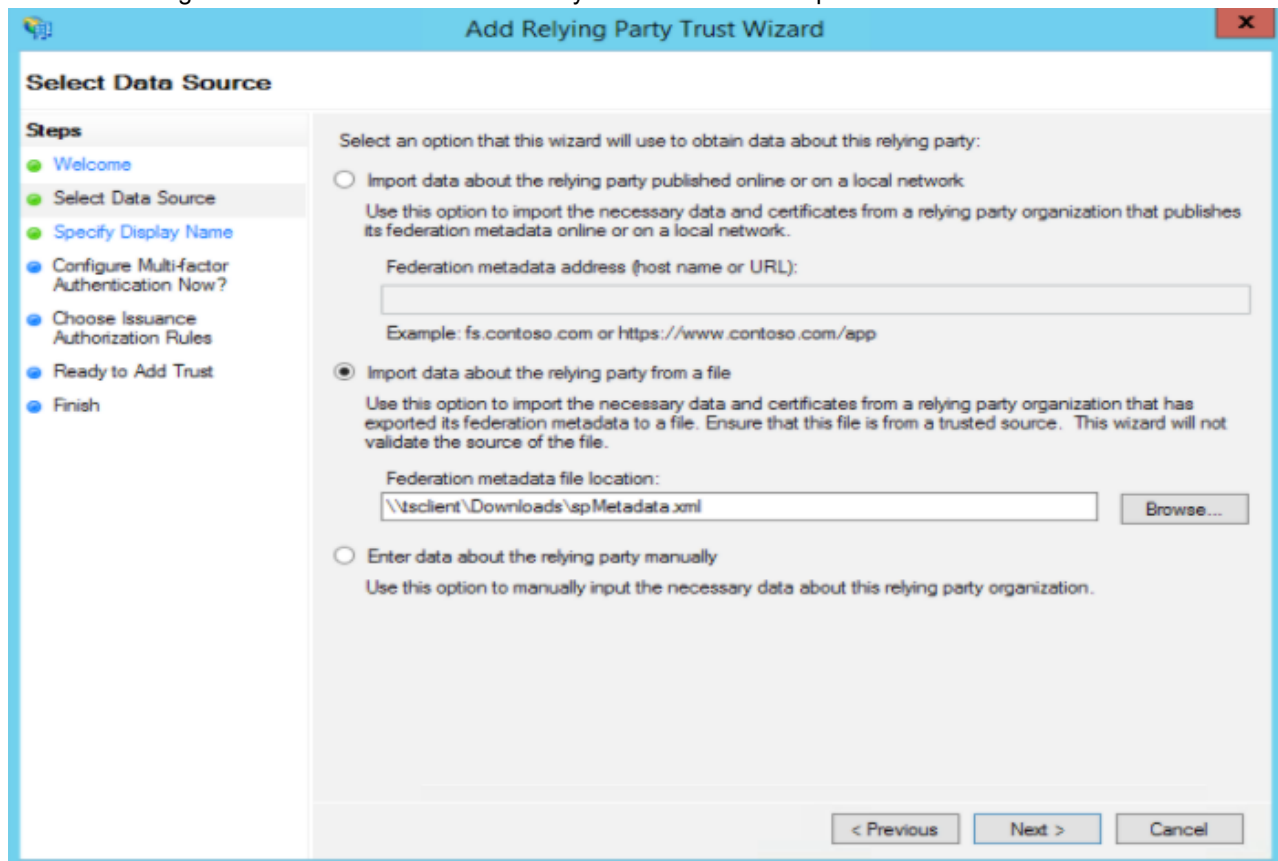 Add Relying Party Trust Wizard
x
Select Data Source
Steps
Welcome
Select Data Source
Specify Display Name
Configure Multi-factor
Authentication Now?
Choose Issuance
Authorization Rules
Ready to Add Trust
Finish
Select an option that this wizard will use to obtain data about this relying party:
Import data about the relying party published online or on a local network
Use this option to import the necessary data and certificates from a relying party organization that publishes
its federation metadata online or on a local network.
Federation metadata address (host name or URL):
Example: fs.contoso.com or https://www.contoso.com/app
Import data about the relying party from a file
Use this option to import the necessary data and certificates from a relying party organization that has
exported its federation metadata to a file. Ensure that this file is from a trusted source. This wizard will not
validate the source of the file.
Federation metadata file location:
\\tsclient\Downloads\spMetadata.xml
Browse...
Enter data about the relying party manually
Use this option to manually input the necessary data about this relying party organization.
< Previous
Next >
Cancel